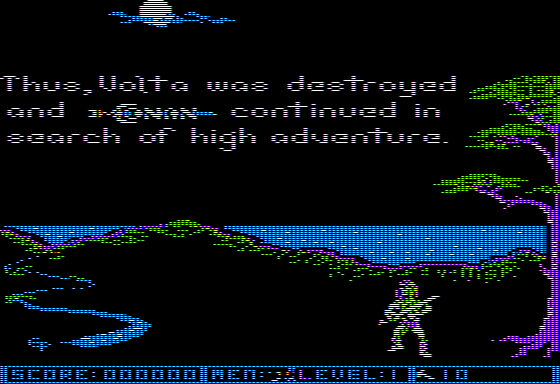 Thus, Volta was destroyed
and CONAN continued in
search of high adventure.
SCORE:000000 MEN: LEVEL:1 10